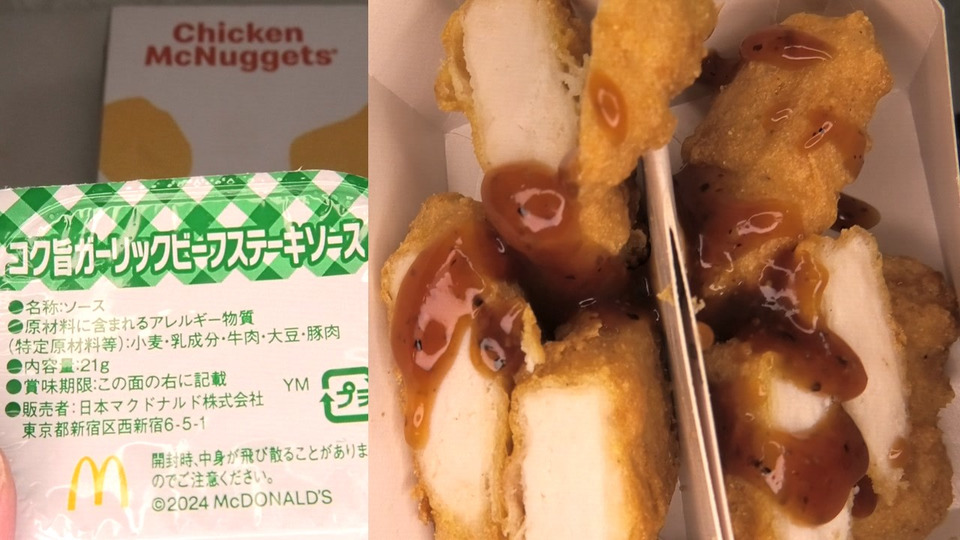 Chicken
McNuggets®
コク旨ガーリックビーフステーキソース
●名称:ソース
●原材料に含まれるアレルギー物質
(特定原材料等):小麦・乳成分・牛肉・大豆・豚肉
●内容量:21g
●賞味期限:この面の右に記載
YM
プラ
●販売者:日本マクドナルド株式会社
東京都新宿区西新宿6-5-1
開封時、中身が飛び散ることがありま
のでご注意ください。
©2024 McDONALD'S